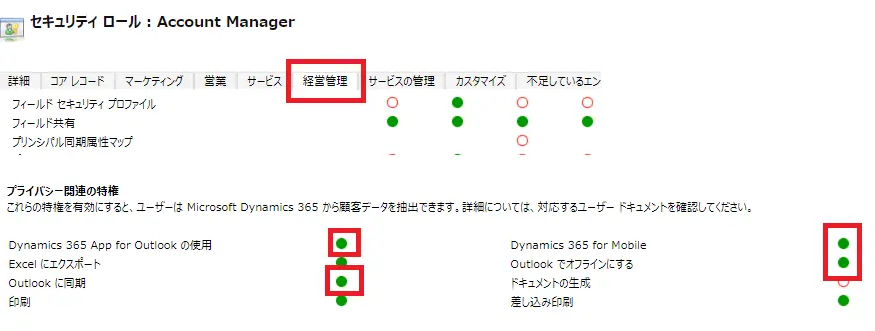 セキュリティ ロール : Account Manager
詳細 コア レコード マーケティング 営業 サービス 経営管理 サービスの管理 カスタマイズ 不足しているエン
フィールド セキュリティ プロファイル
フィールド共有
プリンシパル同期属性マップ
プライバシー関連の特権
これらの特権を有効にすると、ユーザーは Microsoft Dynamics 365 から顧客データを抽出できます。詳細については、対応するユーザー ドキュメントを確認してください。
Dynamics 365 App for Outlook の使用 Dynamics 365 for Mobile
Excel にエクスポート Outlook でオフラインにする
Outlook に同期 ドキュメントの生成
印刷 差し込み印刷